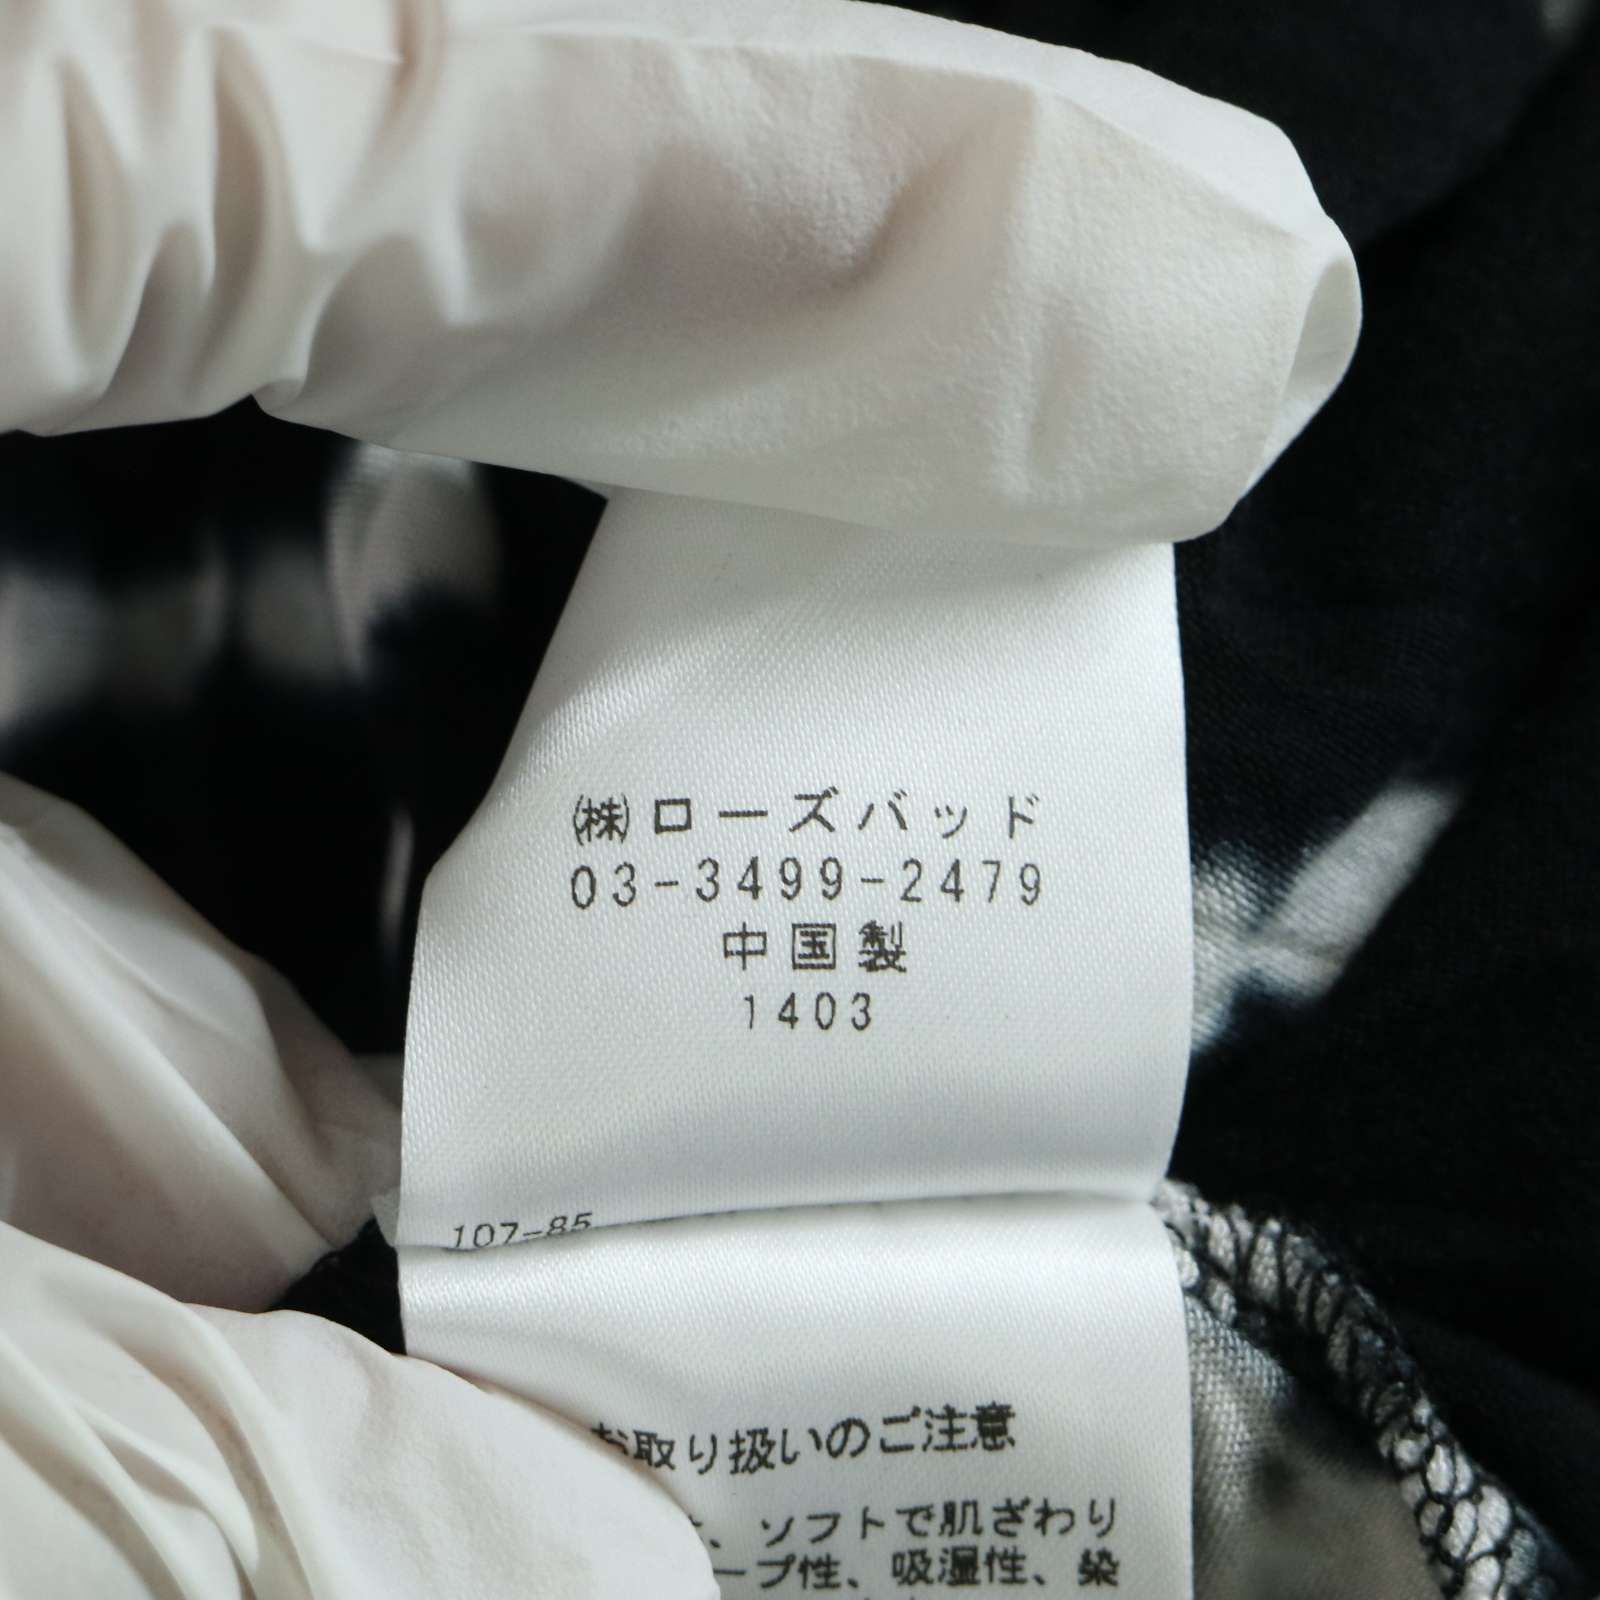 ㈱ローズバッド
03-3499-2479
中国製
1403
107-85
お取り扱いのご注意
、ソフトで肌ざわり
ープ性、吸湿性、染